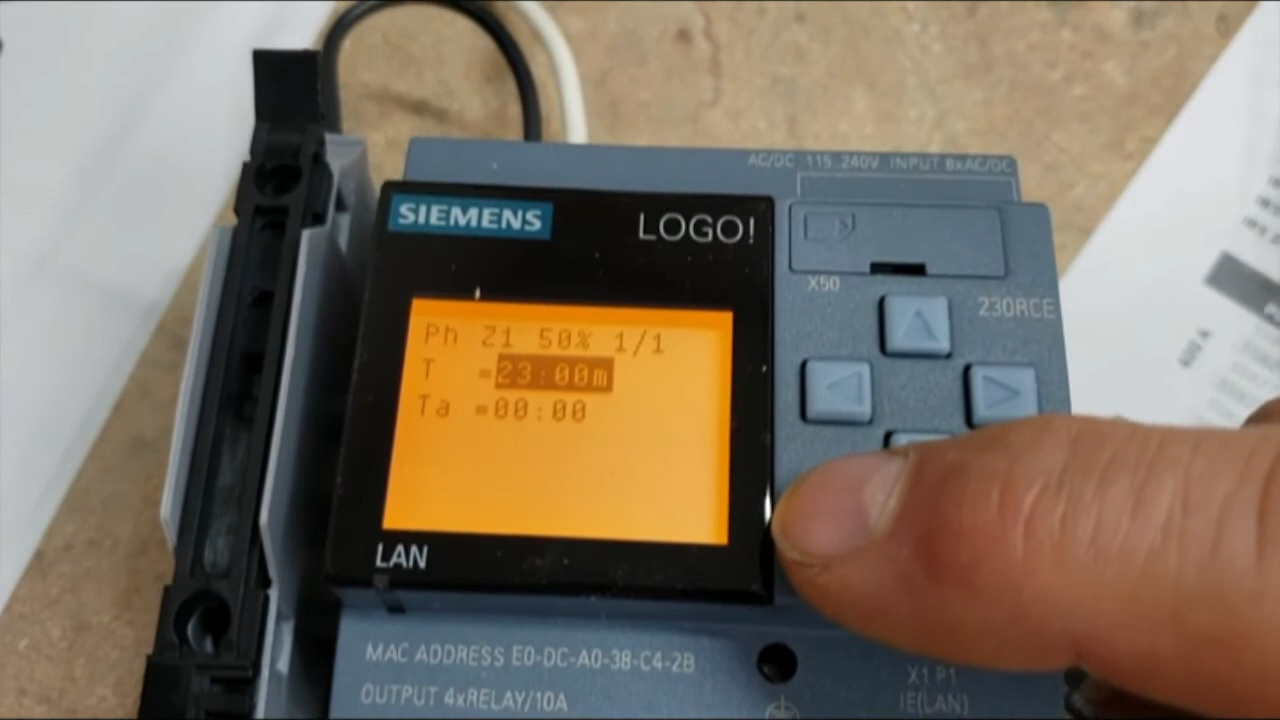 AC/DC 115..240V INPUT 8xAC/DC
SIEMENS
LOGO!
X50
230RCE
Ph Z1 50% 1/1
T =23:00m
Ta =00:00
LAN
MAC ADDRESS E0-DC-A0-38-C4-2B
X1 P1
OUTPUT 4xRELAY/10A
IE(LAN)